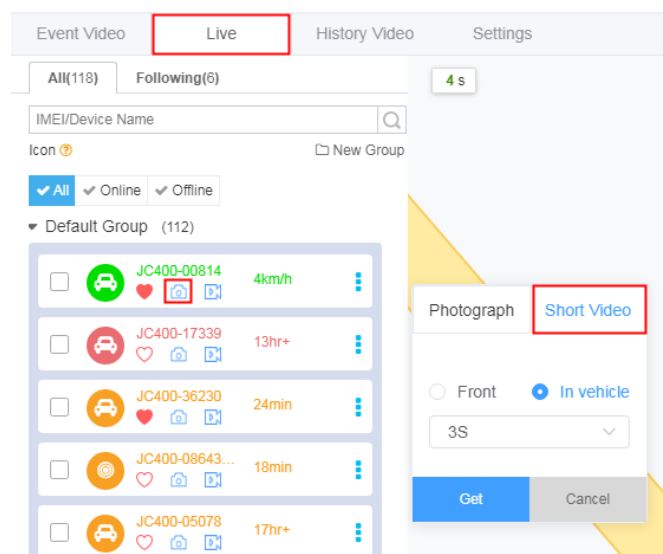 Event Video Live History Video Settings
All(118) Following(6)
4 s
IMEI/Device Name
Icon ? New Group
All Online Offline
Default Group (112)
JC400-00814 4km/h
JC400-17339 13hr+
Photograph Short Video
JC400-36230 24min
Front In vehicle
3S
JC400-08643... 18min
Get Cancel
JC400-05078 17hr+